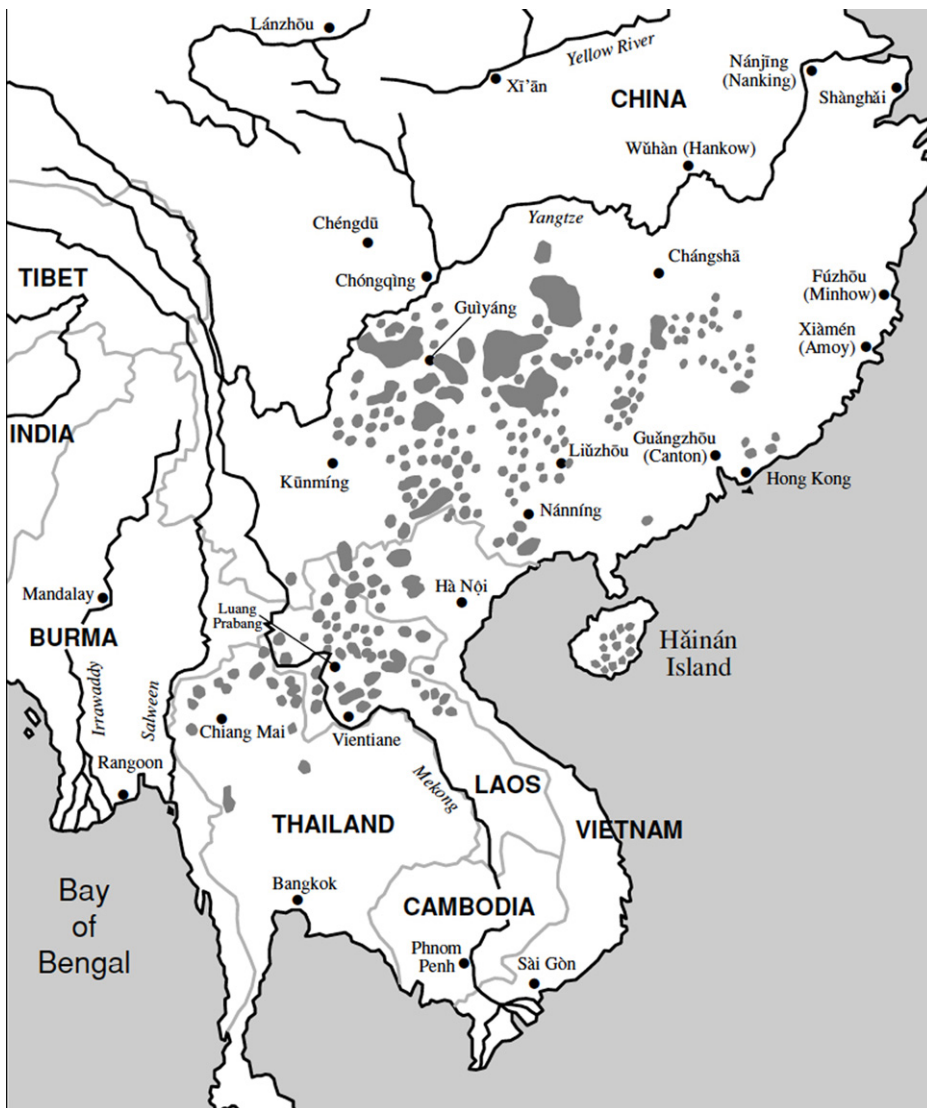 Lánzhōu
Yellow River
Xī'ān
Nánjīng
(Nanking)
CHINA
Shànghǎi
Wǔhàn (Hankow)
Yangtze
Chéngdū
Chángshā
Chóngqìng
TIBET
Fúzhōu
(Minhow)
Guìyáng
Xiàmén
(Amoy)
INDIA
Guǎngzhōu
(Canton)
Liǔzhōu
Kūnmíng
Hong Kong
Nánníng
Hà Nội
Mandalay
Luang
Prabang
BURMA
Hǎinán
Island
Irrawaddy
Salween
Chiang Mai
Vientiane
Rangoon
Mekong
LAOS
THAILAND
VIETNAM
Bangkok
Bay
of
Bengal
CAMBODIA
Phnom
Penh
Sài Gòn